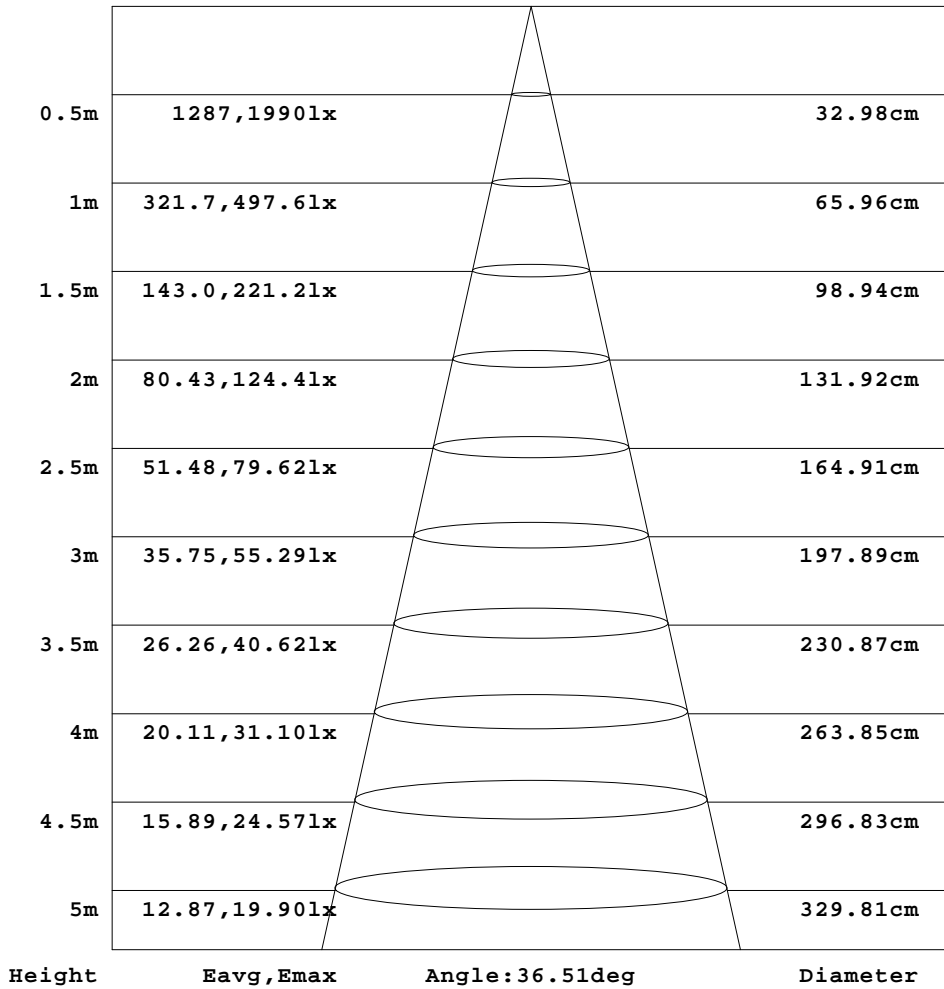 0.5m 1287,1990lx 32.98cm
1m 321.7,497.6lx 65.96cm
1.5m 143.0,221.2lx 98.94cm
2m 80.43,124.4lx 131.92cm
2.5m 51.48,79.62lx 164.91cm
3m 35.75,55.29lx 197.89cm
3.5m 26.26,40.62lx 230.87cm
4m 20.11,31.10lx 263.85cm
4.5m 15.89,24.57lx 296.83cm
5m 12.87,19.90lx 329.81cm
Height Eavg,Emax Angle:36.51deg Diameter